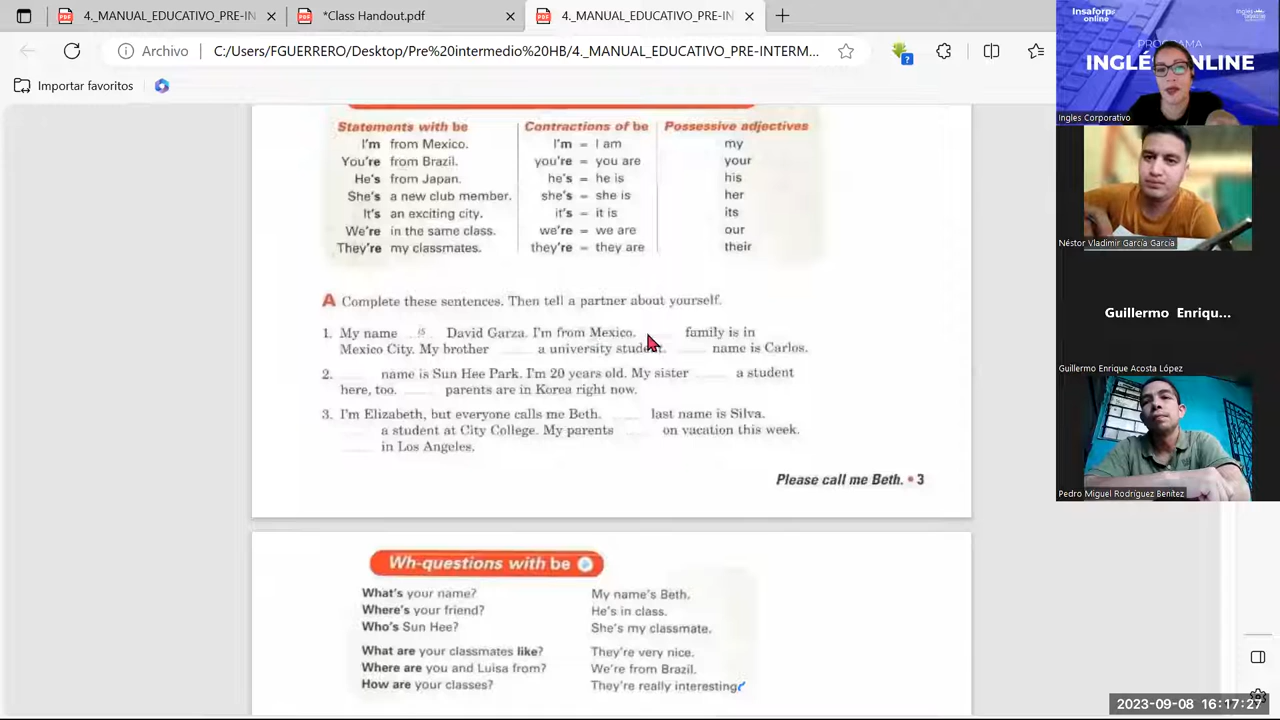 4_MANUAL_EDUCATIVO_PRE-IN
4_MANUAL_EDUCATIVO_PRE-IN
Archivo
C:/Users/FGUERRERO/Desktop/Pre%20intermedio%20HB/4._MANUAL_EDUCATIVO_PRE-INTERM...
Importar favoritos
Statements with be
I'm from Mexico.
You're from Brazil.
He's from Japan.
She's a new club member.
It's an exciting city.
We're in the same class.
They're my classmates.
Contractions of be
I'm = I am
you're = you are
he's = he is
she's = she is
it's = it is
we're = we are
they're = they are
Possessive adjectives
my
your
his
her
its
our
their
A Complete these sentences. Then tell a partner about yourself.
1. My name is David Garza. I'm from Mexico. family is in
Mexico City. My brother a university student. name is Carlos.
2. name is Sun Hee Park. I'm 20 years old. My sister a student
here, too. parents are in Korea right now.
3. I'm Elizabeth, but everyone calls me Beth. last name is Silva.
a student at City College. My parents on vacation this week.
in Los Angeles.
Please call me Beth. • 3
Wh-questions with be
What's your name?
Where's your friend?
Who's Sun Hee?
What are your classmates like?
Where are you and Luisa from?
How are your classes?
My name's Beth.
He's in class.
She's my classmate.
They're very nice.
We're from Brazil.
They're really interesting
Insaforp
online
PROGRAMA
Ingles Corporativo
Néstor Vladimir García García
Guillermo Enriqu...
Guillermo Enrique Acosta López
Pedro Miguel Rodríguez Benítez
2023-09-08 16:17:27